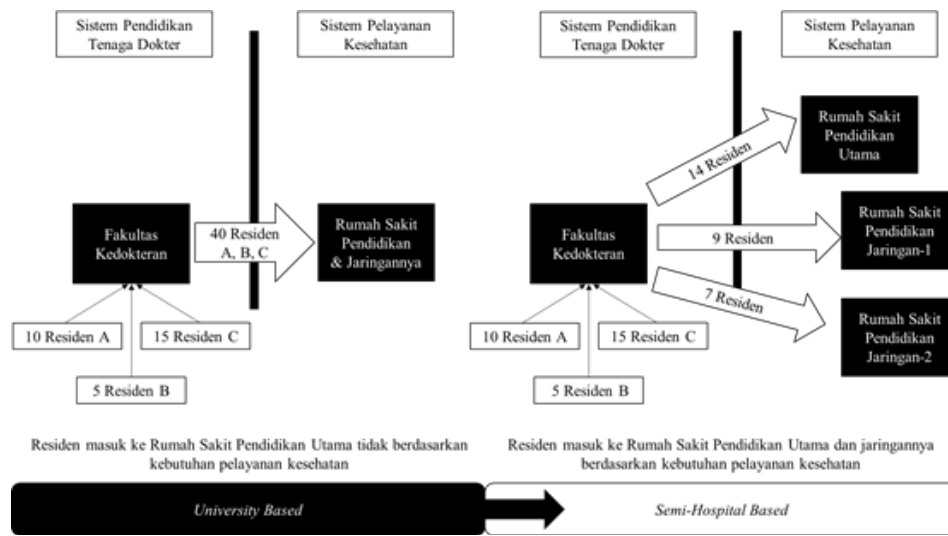 Sistem Pendidikan
Tenaga Dokter
Sistem Pelayanan
Kesehatan
Fakultas
Kedokteran
40 Residen
A, B, C
Rumah Sakit
Pendidikan
& Jaringannya
10 Residen A
15 Residen C
5 Residen B
Residen masuk ke Rumah Sakit Pendidikan Utama tidak berdasarkan
kebutuhan pelayanan kesehatan
University Based
Sistem Pendidikan
Tenaga Dokter
Sistem Pelayanan
Kesehatan
14 Residen
Rumah Sakit
Pendidikan
Utama
Fakultas
Kedokteran
9 Residen
Rumah Sakit
Pendidikan
Jaringan-1
7 Residen
Rumah Sakit
Pendidikan
Jaringan-2
10 Residen A
15 Residen C
5 Residen B
Residen masuk ke Rumah Sakit Pendidikan Utama dan jaringannya
berdasarkan kebutuhan pelayanan kesehatan
Semi-Hospital Based